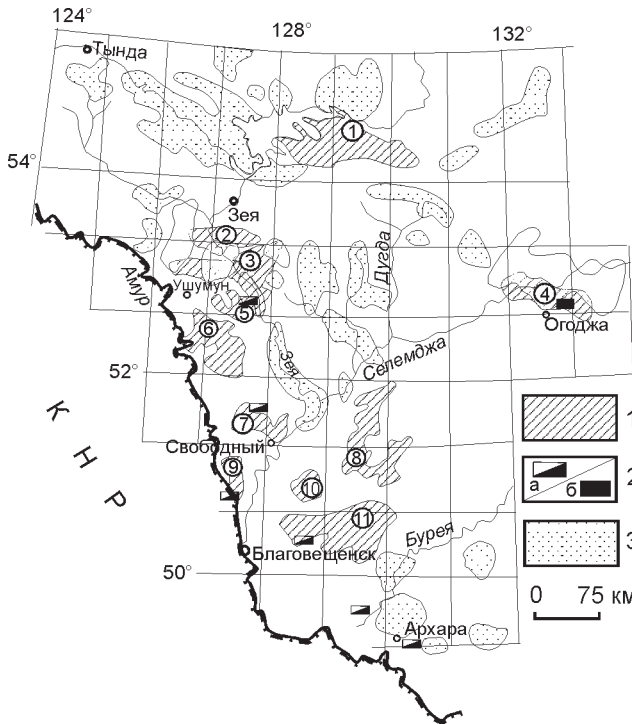 124°
128°
132°
Тында
1
54°
Зея
2
3
Дугда
4
Амур
Ушумун
5
Огоджа
6
Зея
Селемджа
52°
К Н Р
1
7
Свободный
8
9
2
а
б
10
11
Бурея
3
Благовещенск
50°
0 75 км
Архара